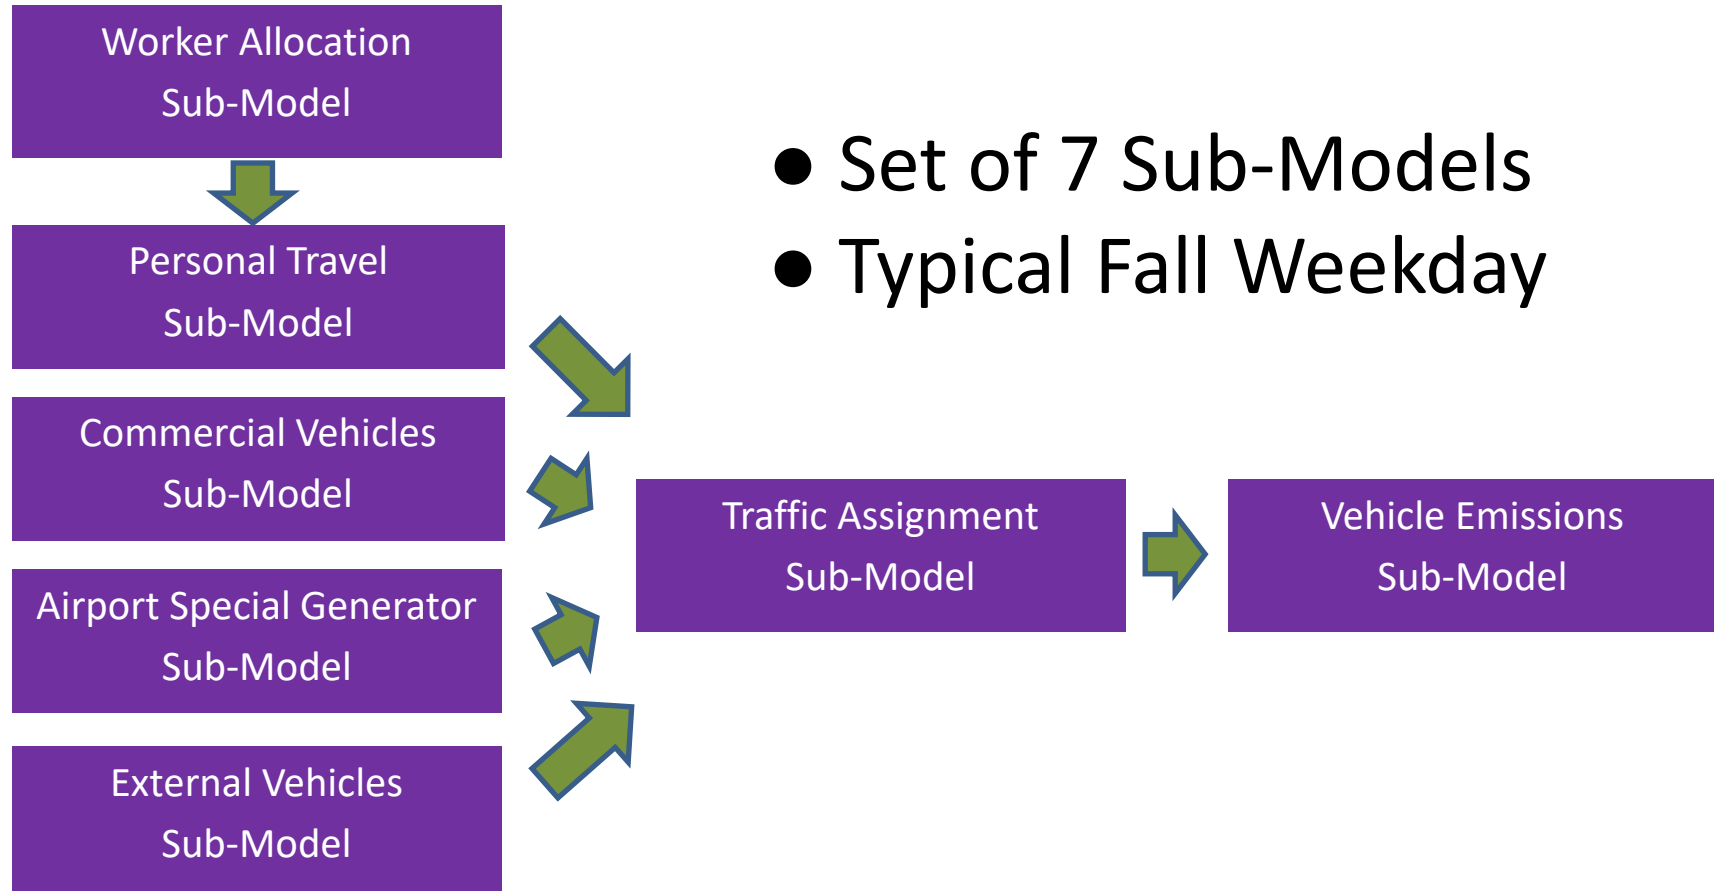 Worker Allocation
Sub-Model
Personal Travel
Sub-Model
Commercial Vehicles
Sub-Model
Airport Special Generator
Sub-Model
External Vehicles
Sub-Model
● Set of 7 Sub-Models
● Typical Fall Weekday
Traffic Assignment
Sub-Model
Vehicle Emissions
Sub-Model